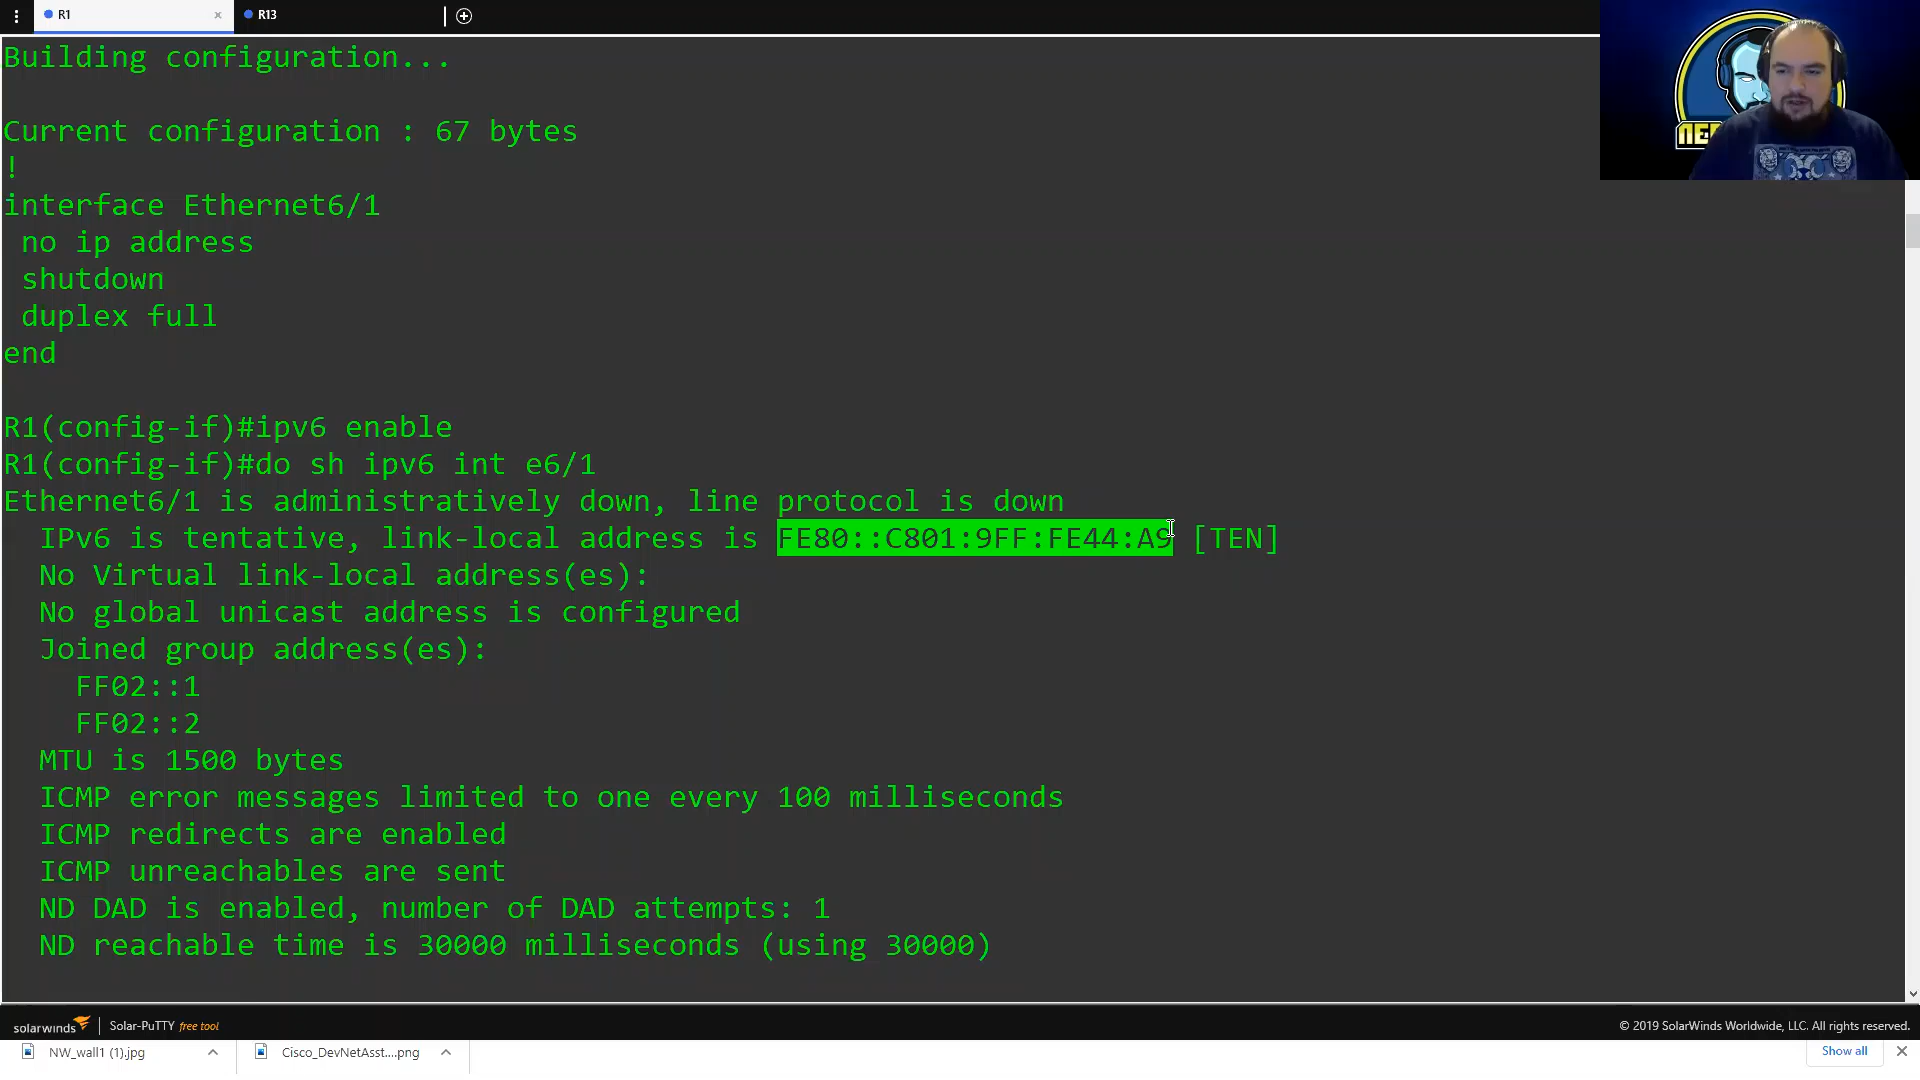 R1
R13
Building configuration...
Current configuration : 67 bytes
!
interface Ethernet6/1
no ip address
shutdown
duplex full
end
R1(config-if)#ipv6 enable
R1(config-if)#do sh ipv6 int e6/1
Ethernet6/1 is administratively down, line protocol is down
IPv6 is tentative, link-local address is FE80::C801:9FF:FE44:A9 [TEN]
No Virtual link-local address(es):
No global unicast address is configured
Joined group address(es):
FF02::1
FF02::2
MTU is 1500 bytes
ICMP error messages limited to one every 100 milliseconds
ICMP redirects are enabled
ICMP unreachables are sent
ND DAD is enabled, number of DAD attempts: 1
ND reachable time is 30000 milliseconds (using 30000)
solarwinds Solar-PuTTY free tool
© 2019 SolarWinds Worldwide, LLC. All rights reserved.
NW_wall1 (1).jpg
Cisco_DevNetAsst....png
Show all